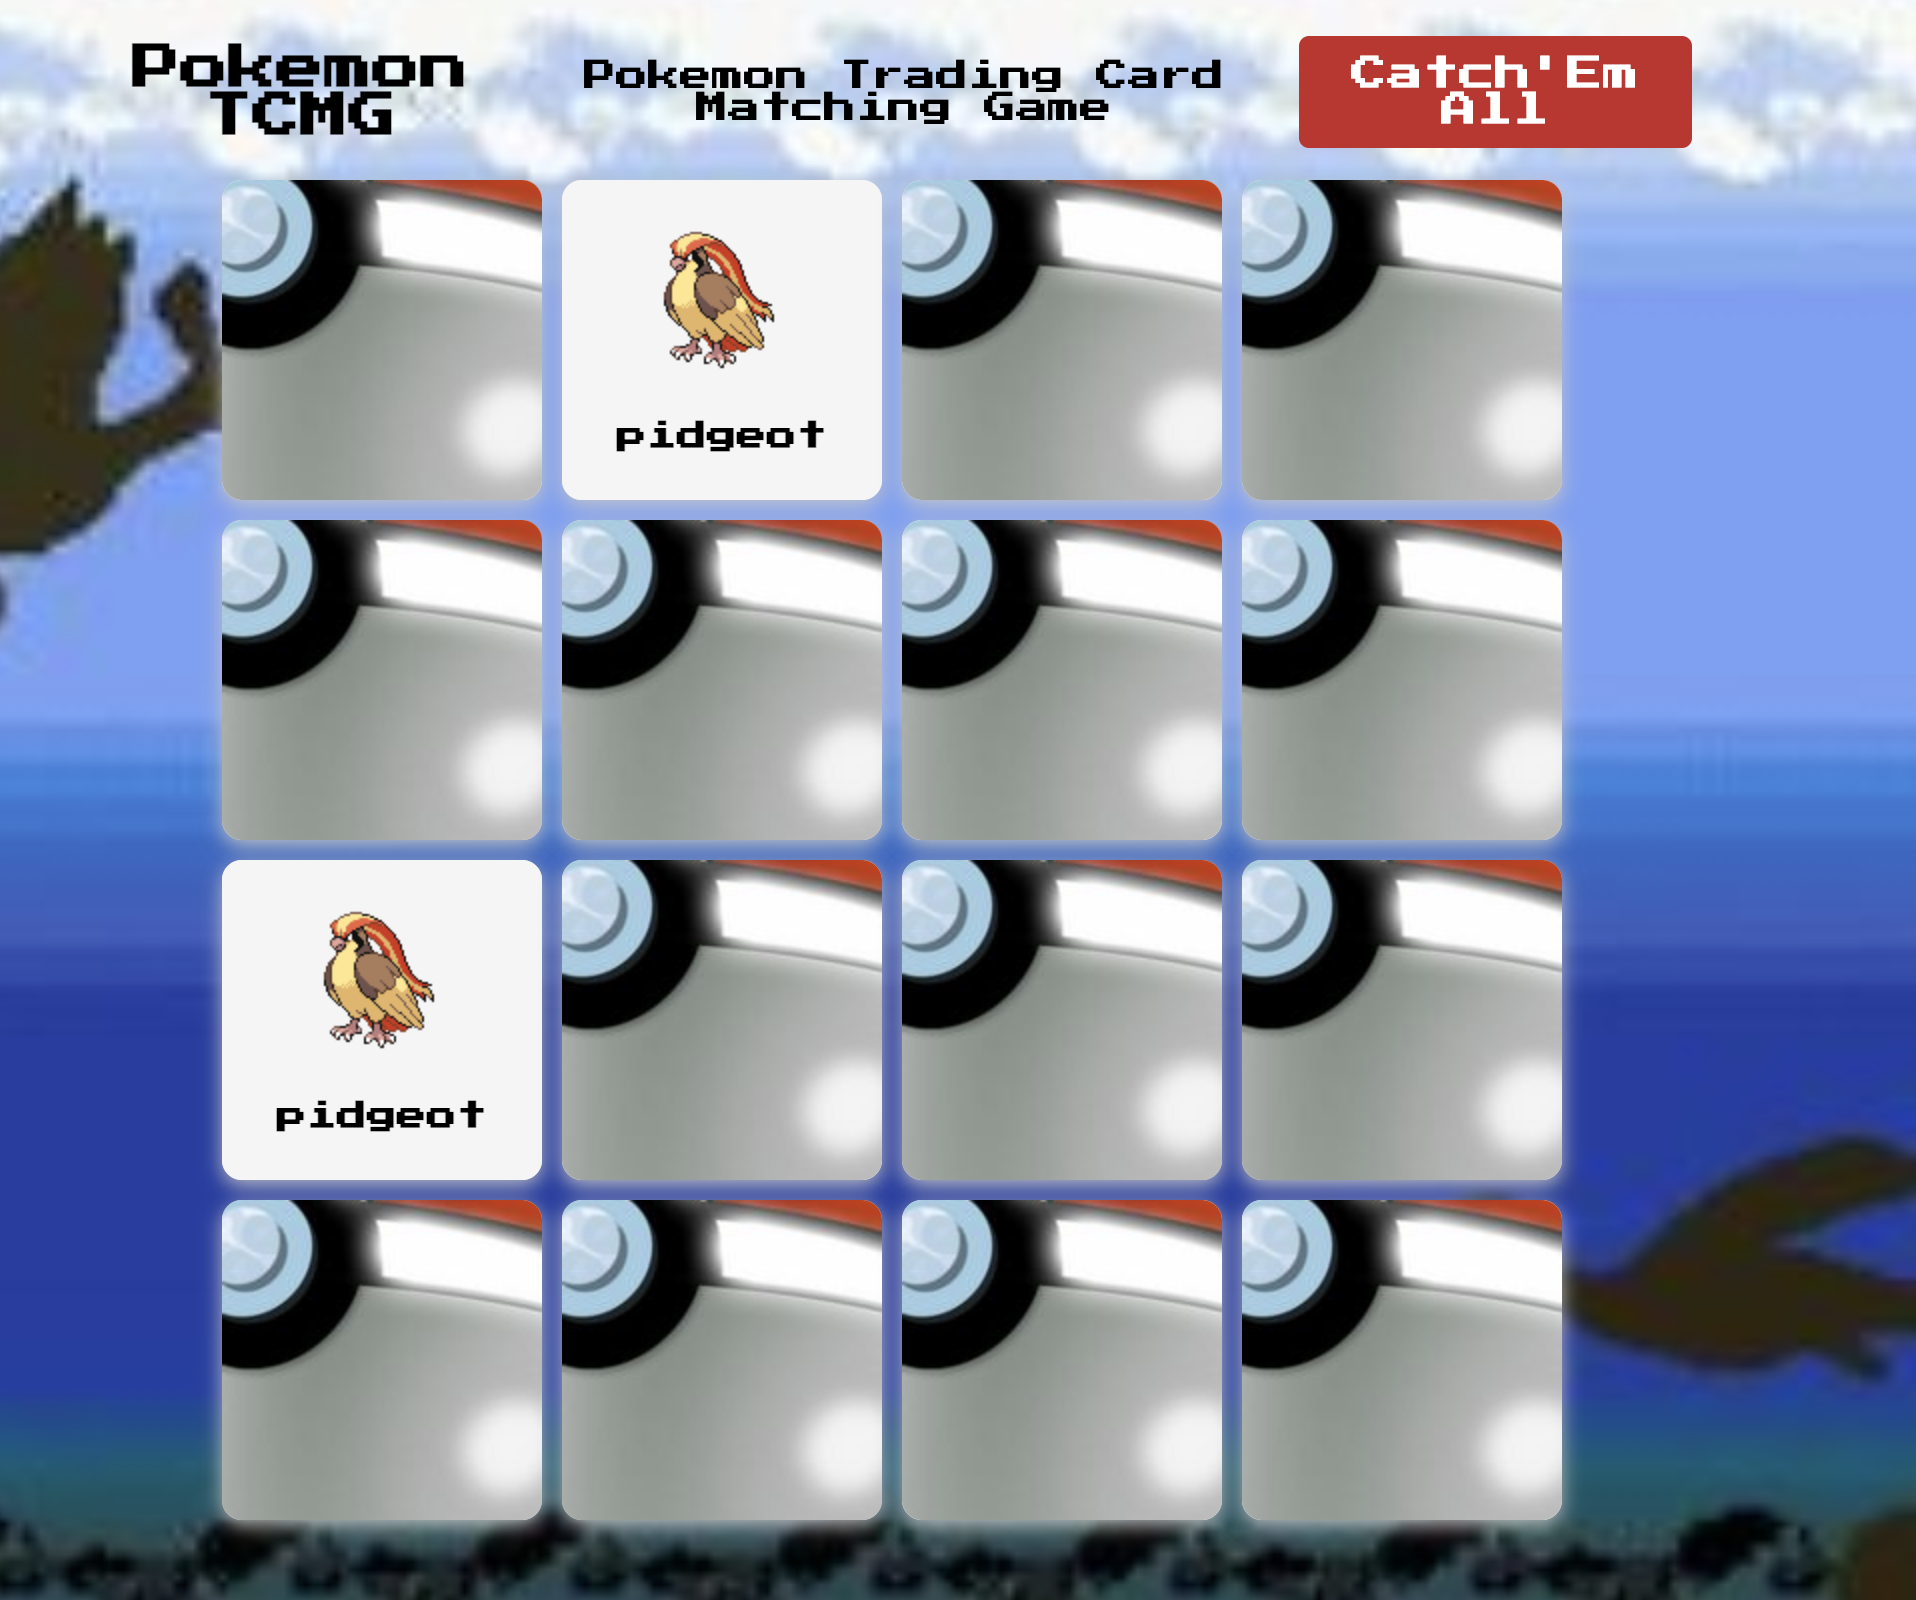 Pokemon
TCMG
Pokemon Trading Card
Matching Game
Catch'Em
All
pidgeot
pidgeot